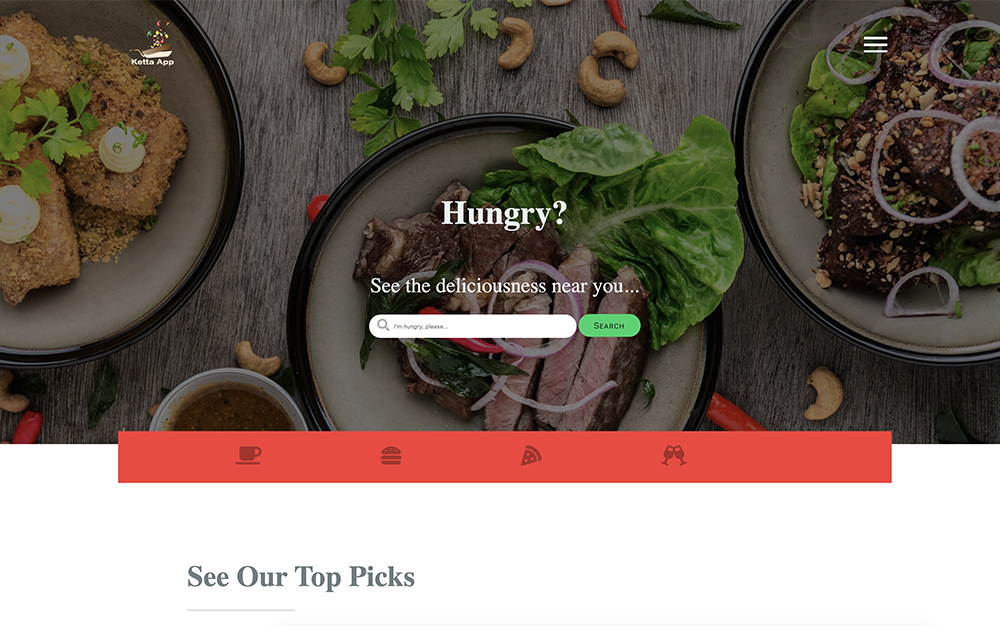 Ketta App
Hungry?
See the deliciousness near you...
I'm hungry, please...
Search
See Our Top Picks